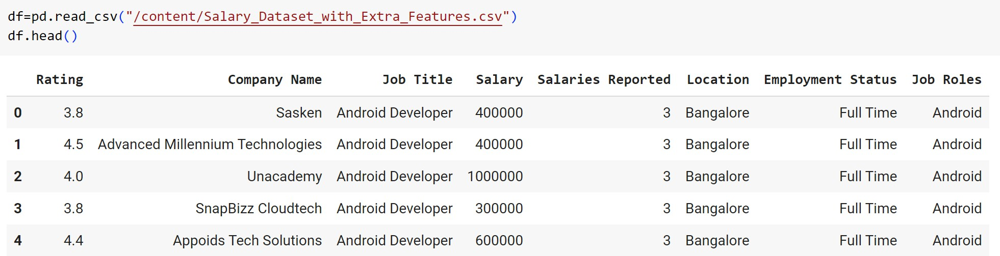 df=pd.read_csv("/content/Salary_Dataset_with_Extra_Features.csv")
df.head()
Rating Company Name Job Title Salary Salaries Reported Location Employment Status Job Roles
0 3.8 Sasken Android Developer 400000 3 Bangalore Full Time Android
1 4.5 Advanced Millennium Technologies Android Developer 400000 3 Bangalore Full Time Android
2 4.0 Unacademy Android Developer 1000000 3 Bangalore Full Time Android
3 3.8 SnapBizz Cloudtech Android Developer 300000 3 Bangalore Full Time Android
4 4.4 Appoids Tech Solutions Android Developer 600000 3 Bangalore Full Time Android